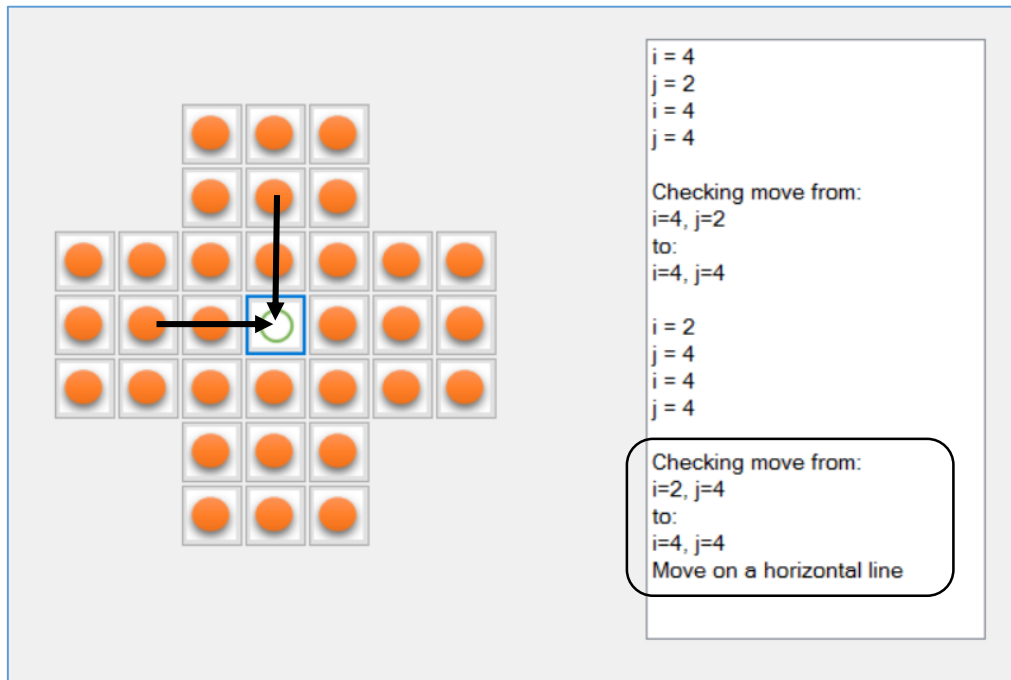 i = 4
j = 2
i = 4
j = 4
Checking move from:
i=4, j=2
to:
i=4, j=4
i = 2
j = 4
i = 4
j = 4
Checking move from:
i=2, j=4
to:
i=4, j=4
Move on a horizontal line